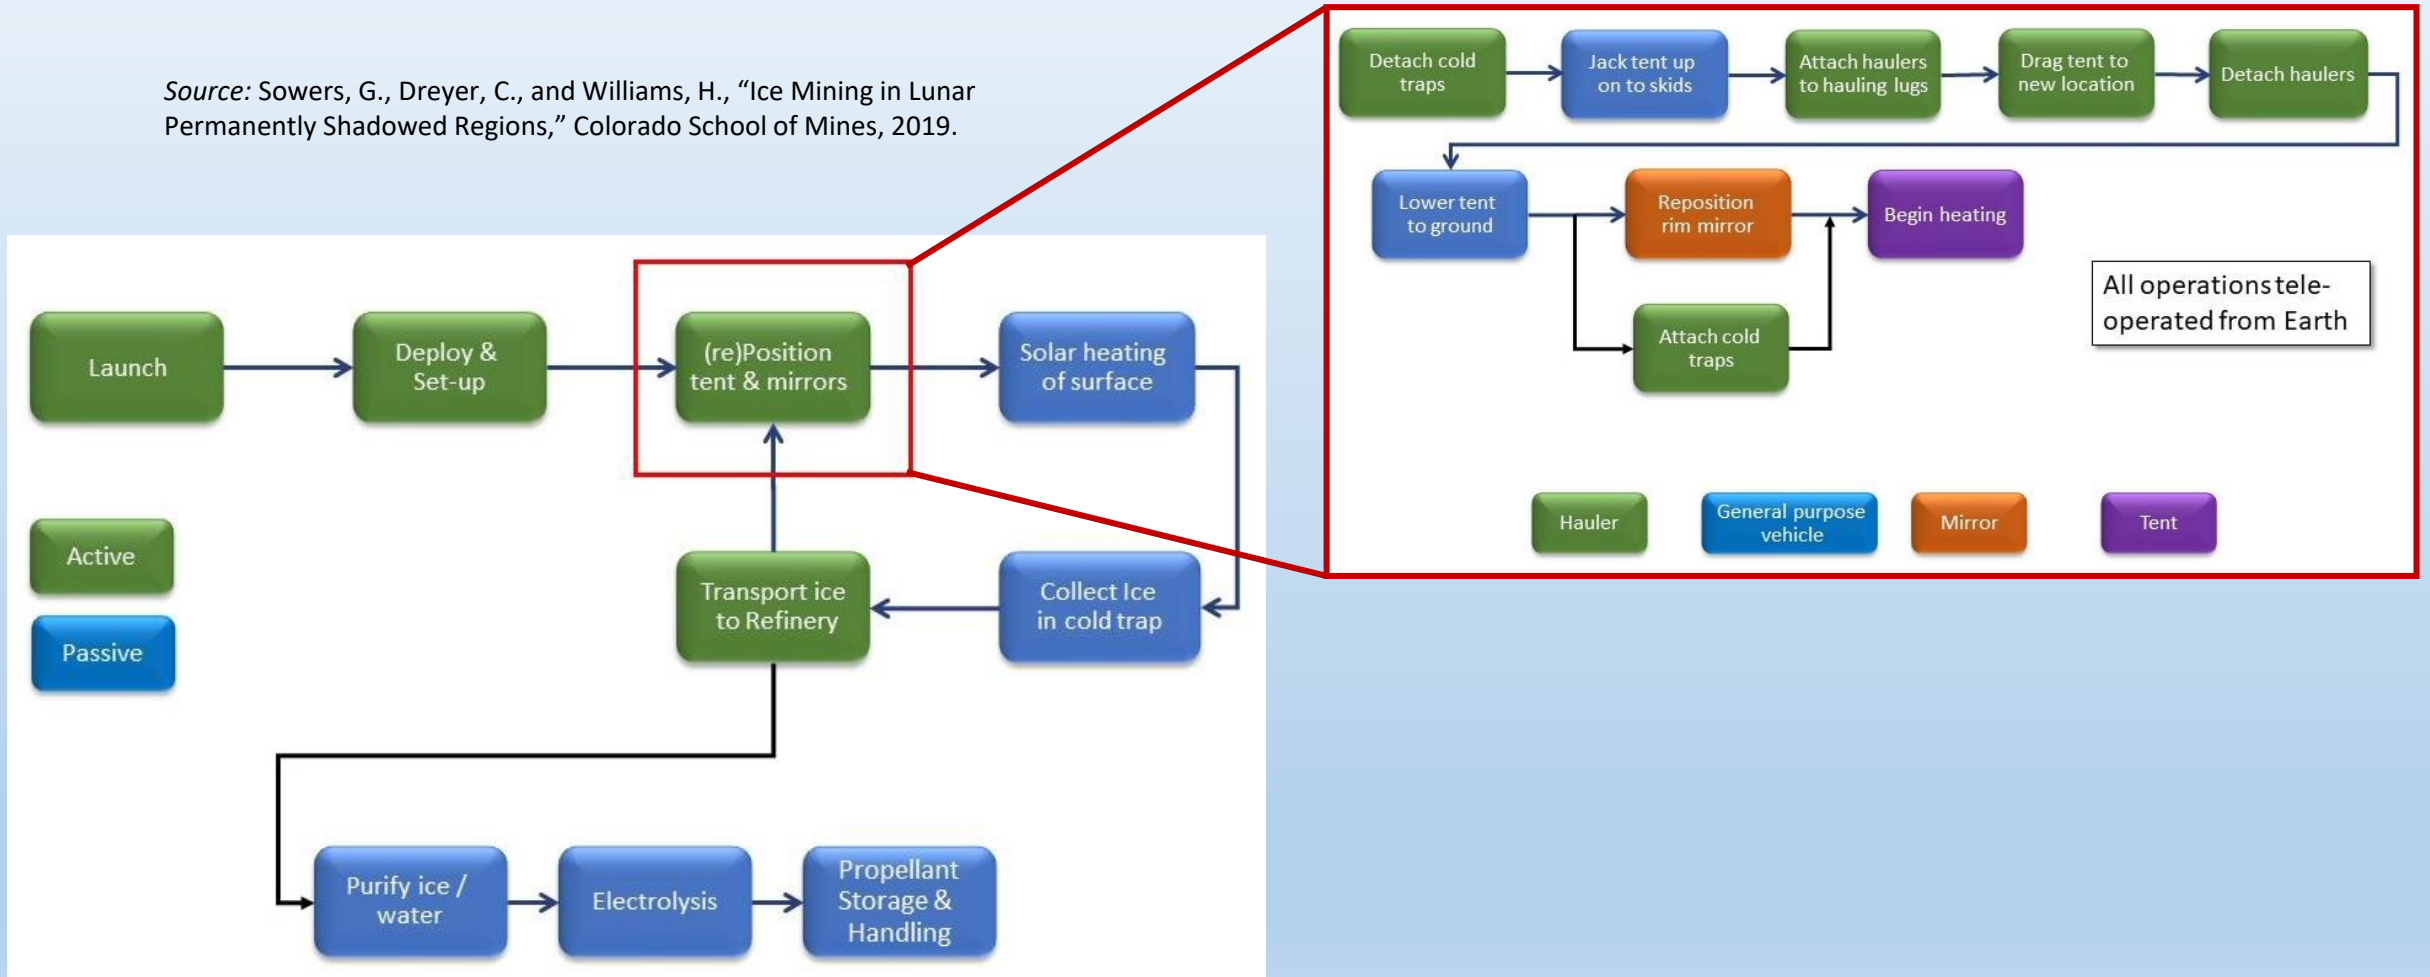 Source: Sowers, G., Dreyer, C., and Williams, H., “Ice Mining in Lunar
Permanently Shadowed Regions,” Colorado School of Mines, 2019.
Detach cold
traps
Jack tent up
on to skids
Attach haulers
to hauling lugs
Drag tent to
new location
Detach haulers
Lower tent
to ground
Reposition
rim mirror
Begin heating
Attach cold
traps
All operations tele-
operated from Earth
Hauler
General purpose
vehicle
Mirror
Tent
Launch
Deploy &
Set-up
(re)Position
tent & mirrors
Solar heating
of surface
Active
Passive
Transport ice
to Refinery
Collect Ice
in cold trap
Purify ice /
water
Electrolysis
Propellant
Storage &
Handling